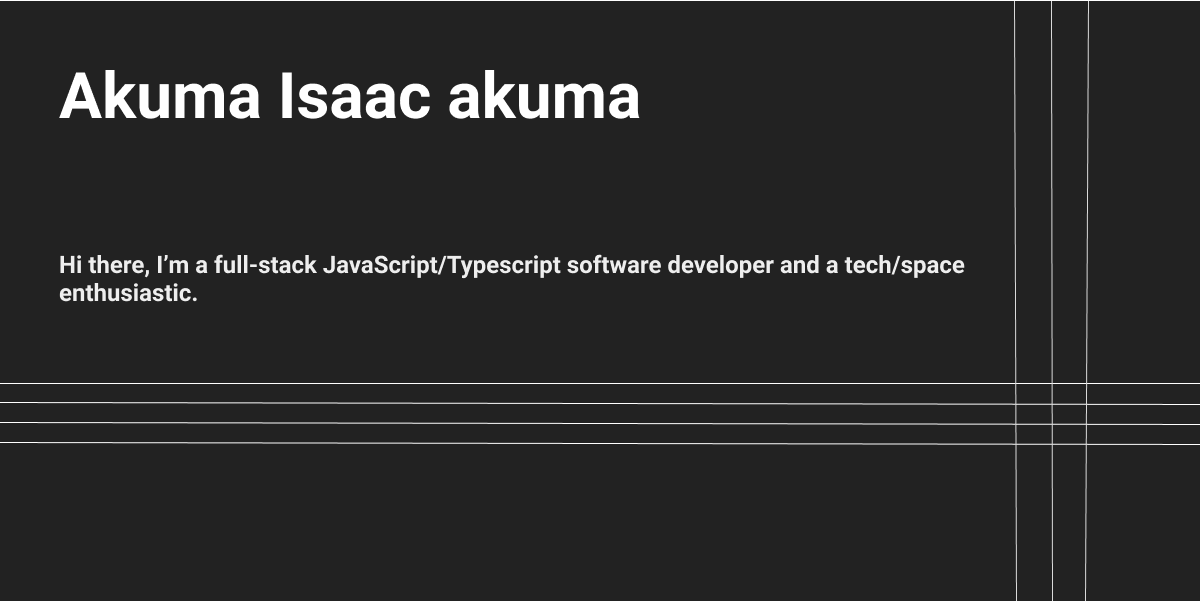 Akuma Isaac akuma
Hi there, I’m a full-stack JavaScript/Typescript software developer and a tech/space
enthusiastic.